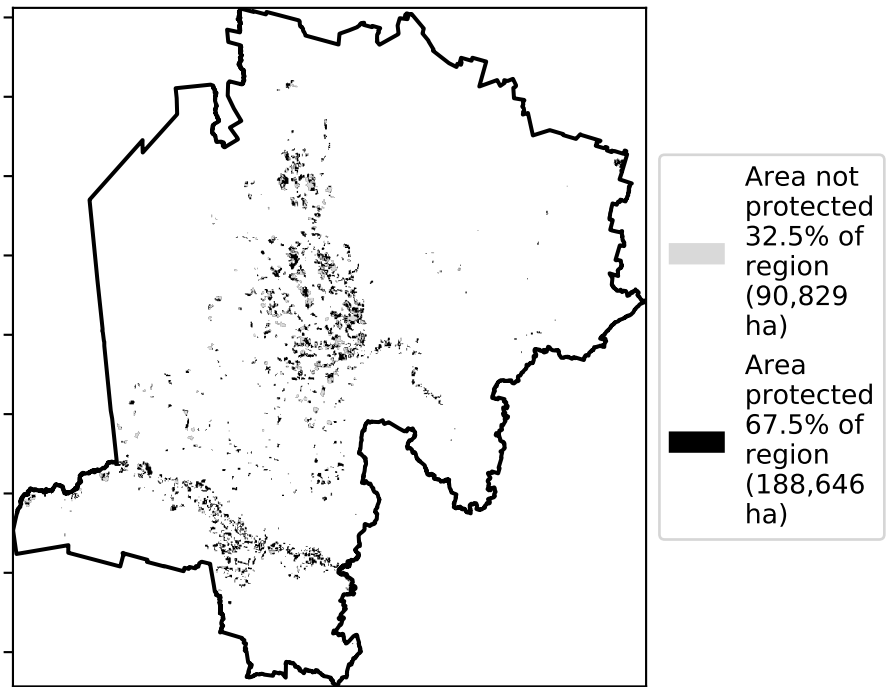 Area not
protected
32.5% of
region
(90,829
ha)
Area
protected
67.5% of
region
(188,646
ha)